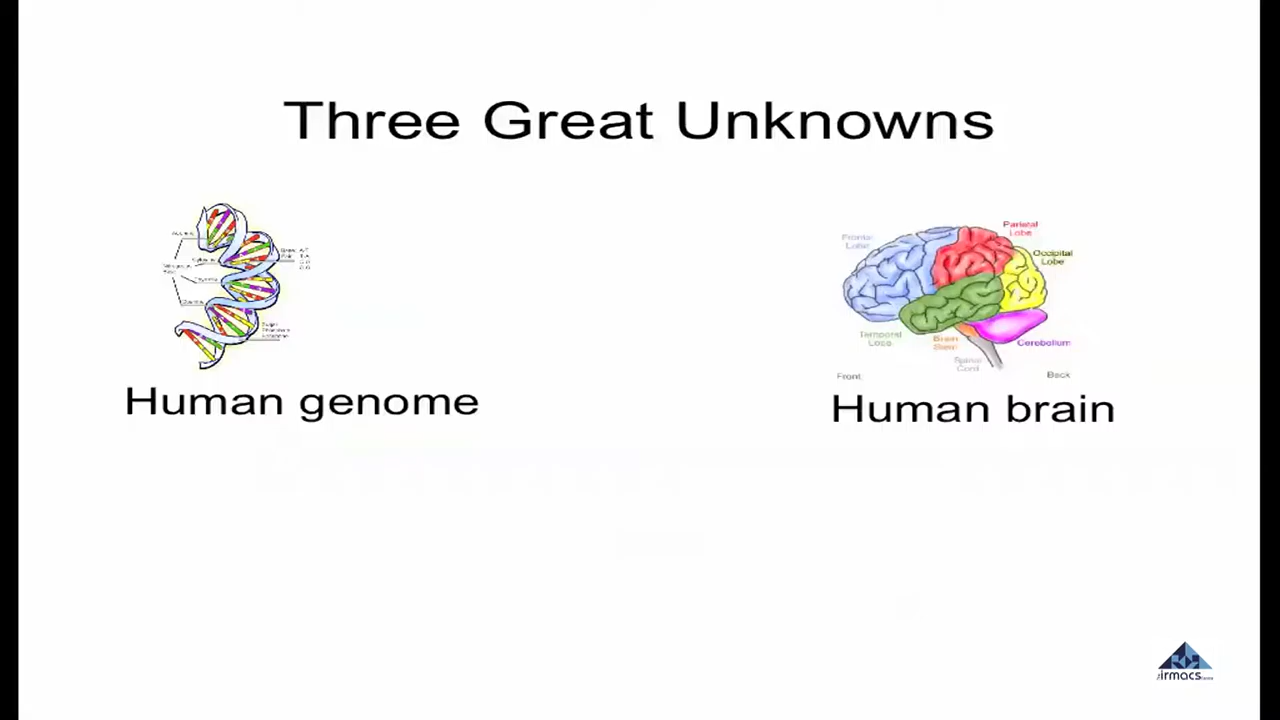 Three Great Unknowns
Parietal
Lobe
Frontal
Lobe
Occipital
Lobe
Temporal
Lobe
Brain
Stem
Cerebellum
Spinal
Cord
Front
Back
Human genome
Human brain
irmacs